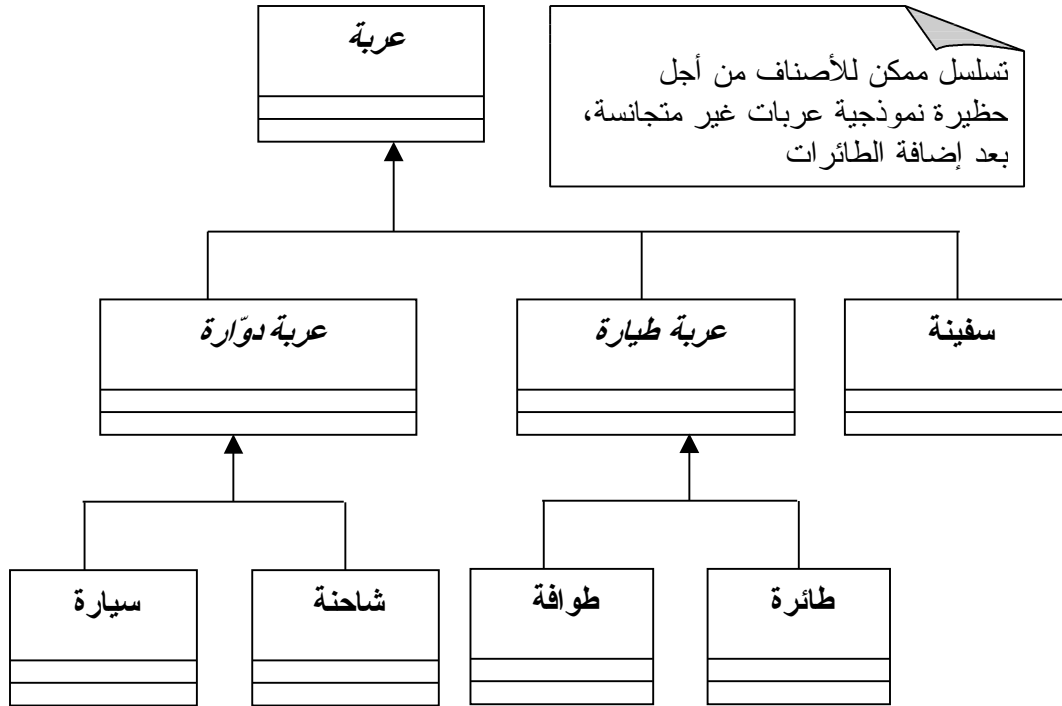 عربة
تسلسل ممكن للأصناف من أجل
حظيرة نموذجية عربات غير متجانسة،
بعد إضافة الطائرات
عربة دوّارة
عربة طيارة
سفينة
سيارة
شاحنة
طوافة
طائرة